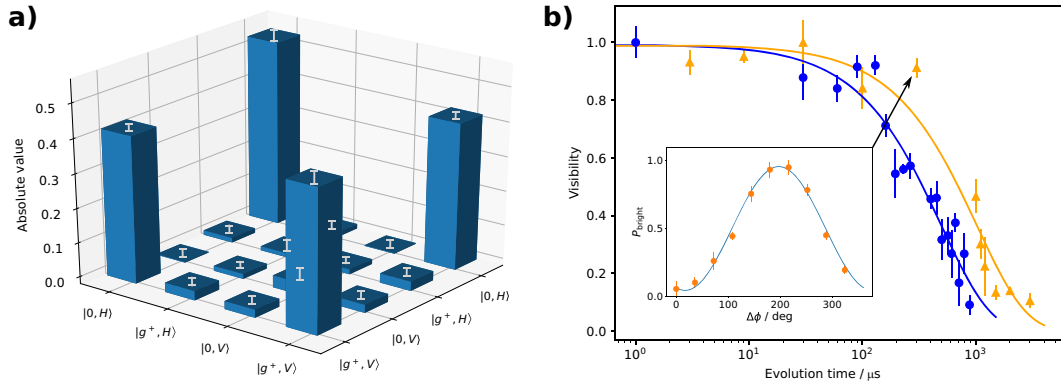 a)
Absolute value
0.5
0.4
0.3
0.2
0.1
0.0
|0, H⟩
|g⁺, H⟩
|0, V⟩
|g⁺, V⟩
|0, H⟩
|g⁺, H⟩
|0, V⟩
|g⁺, V⟩
b)
Visibility
1.0
0.8
0.6
0.4
0.2
0.0
10⁰
10¹
10²
10³
Evolution time / μs
P_bright
1.0
0.5
0.0
0
100
200
300
Δϕ / deg